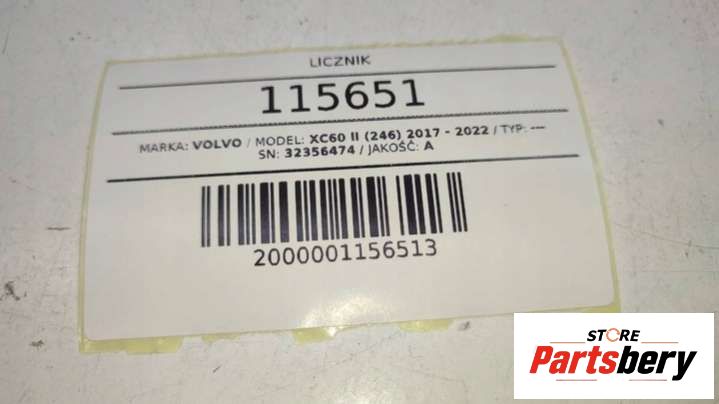 LICZNIK
115651
MARKA: VOLVO / MODEL: XC60 II (246) 2017 - 2022 / TYP: ---
SN: 32356474 / JAKOŚĆ: A
2000001156513
STORE
Partsbery